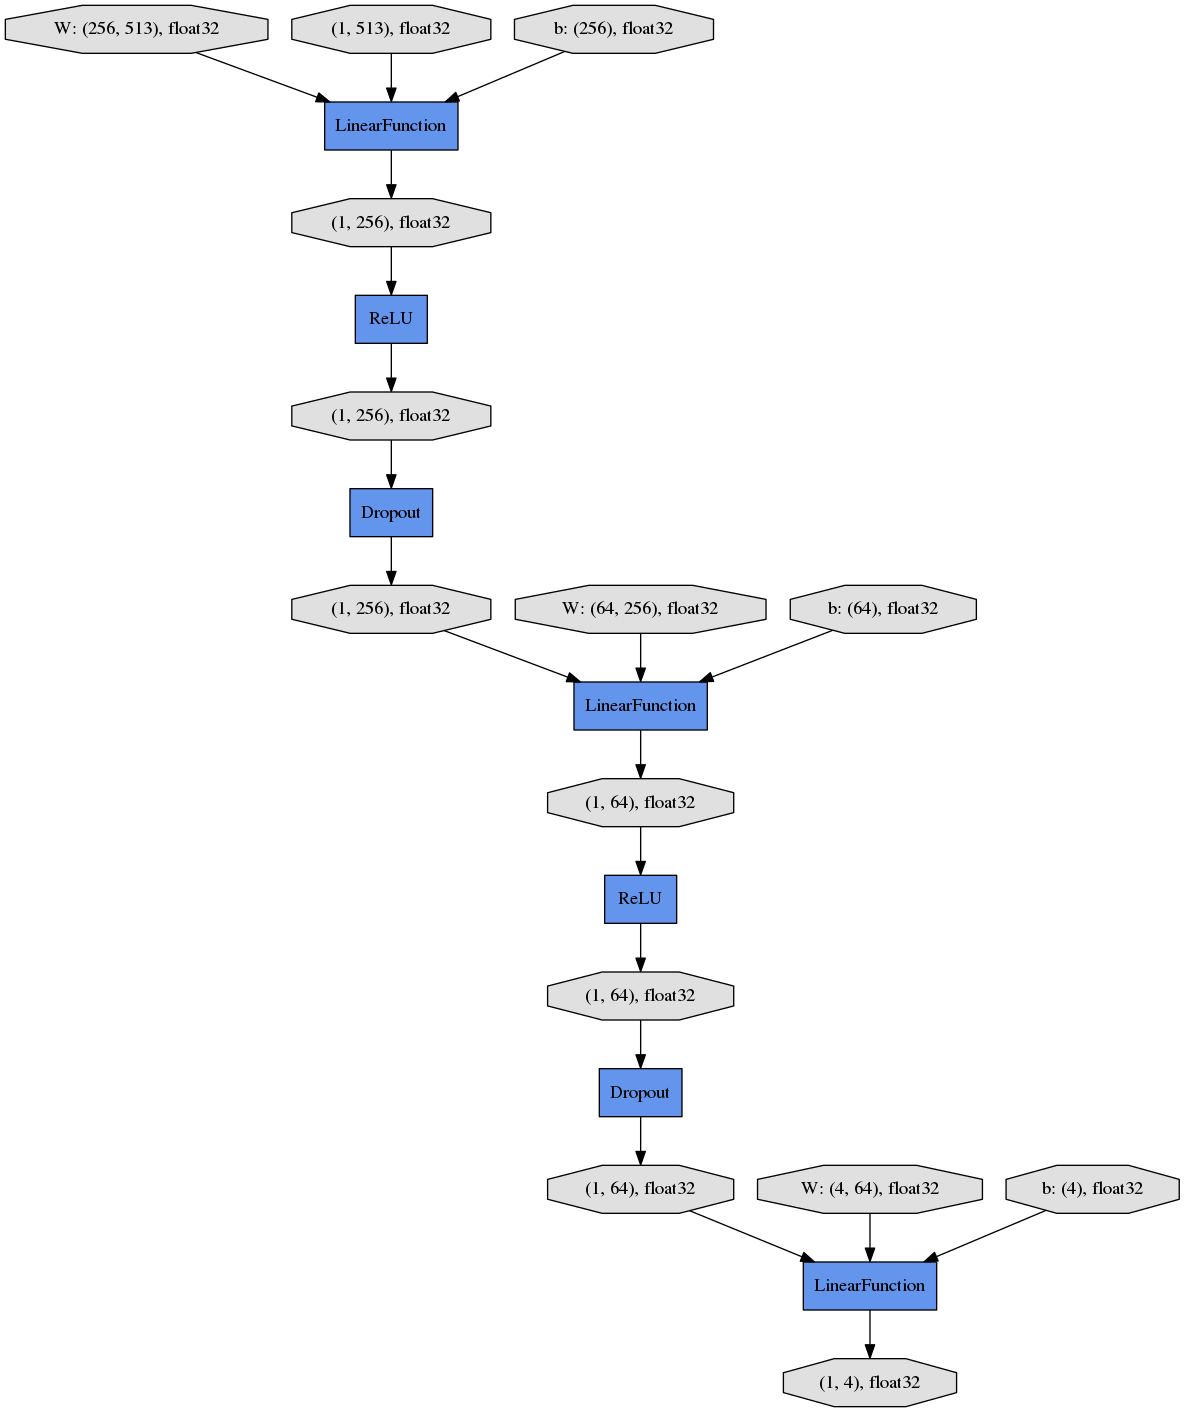 W: (256, 513), float32
(1, 513), float32
b: (256), float32
LinearFunction
(1, 256), float32
ReLU
(1, 256), float32
Dropout
(1, 256), float32
W: (64, 256), float32
b: (64), float32
LinearFunction
(1, 64), float32
ReLU
(1, 64), float32
Dropout
(1, 64), float32
W: (4, 64), float32
b: (4), float32
LinearFunction
(1, 4), float32